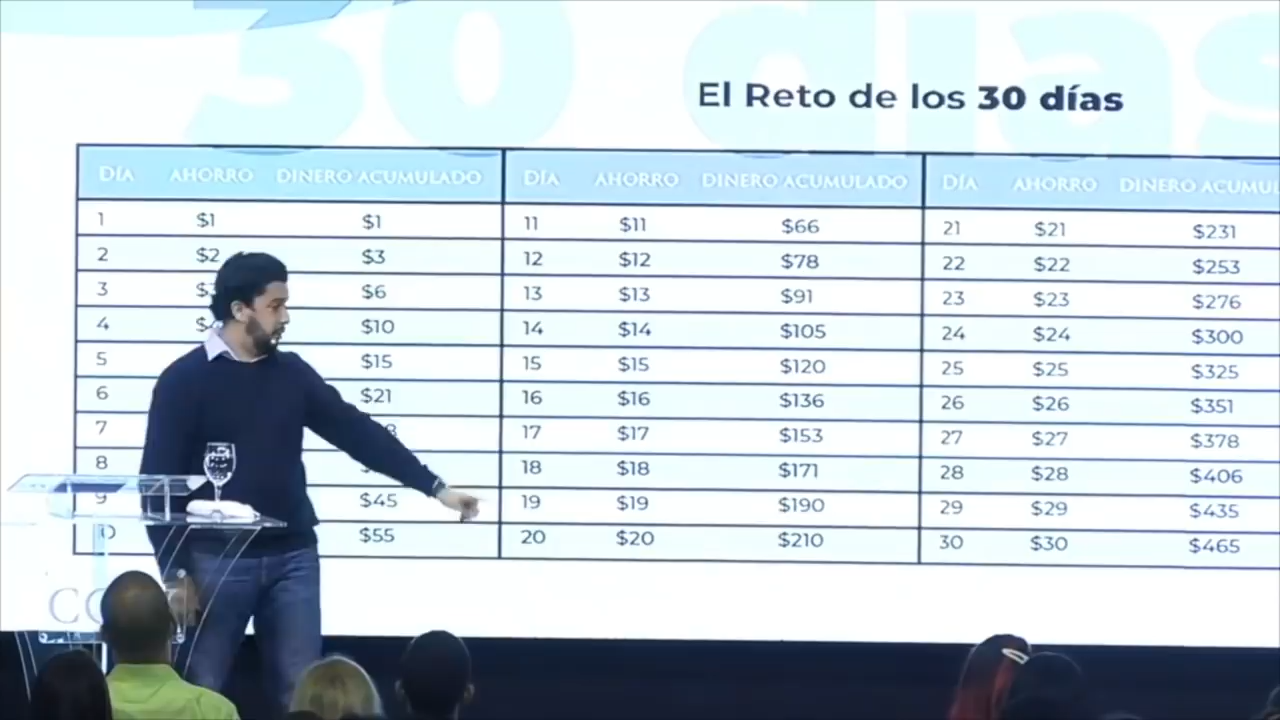 30 días
El Reto de los 30 días
DÍA AHORRO DINERO ACUMULADO DÍA AHORRO DINERO ACUMULADO DÍA AHORRO DINERO
1 $1 $1 11 $11 $66 21 $21 $231
2 $2 $3 12 $12 $78 22 $22 $253
3 $6 13 $13 $91 23 $23 $276
4 $10 14 $14 $105 24 $24 $300
5 $15 15 $15 $120 25 $25 $325
6 $21 16 $16 $136 26 $26 $351
7 17 $17 $153 27 $27 $378
8 18 $18 $171 28 $28 $406
9 $45 19 $19 $190 29 $29 $435
$55 20 $20 $210 30 $30 $465